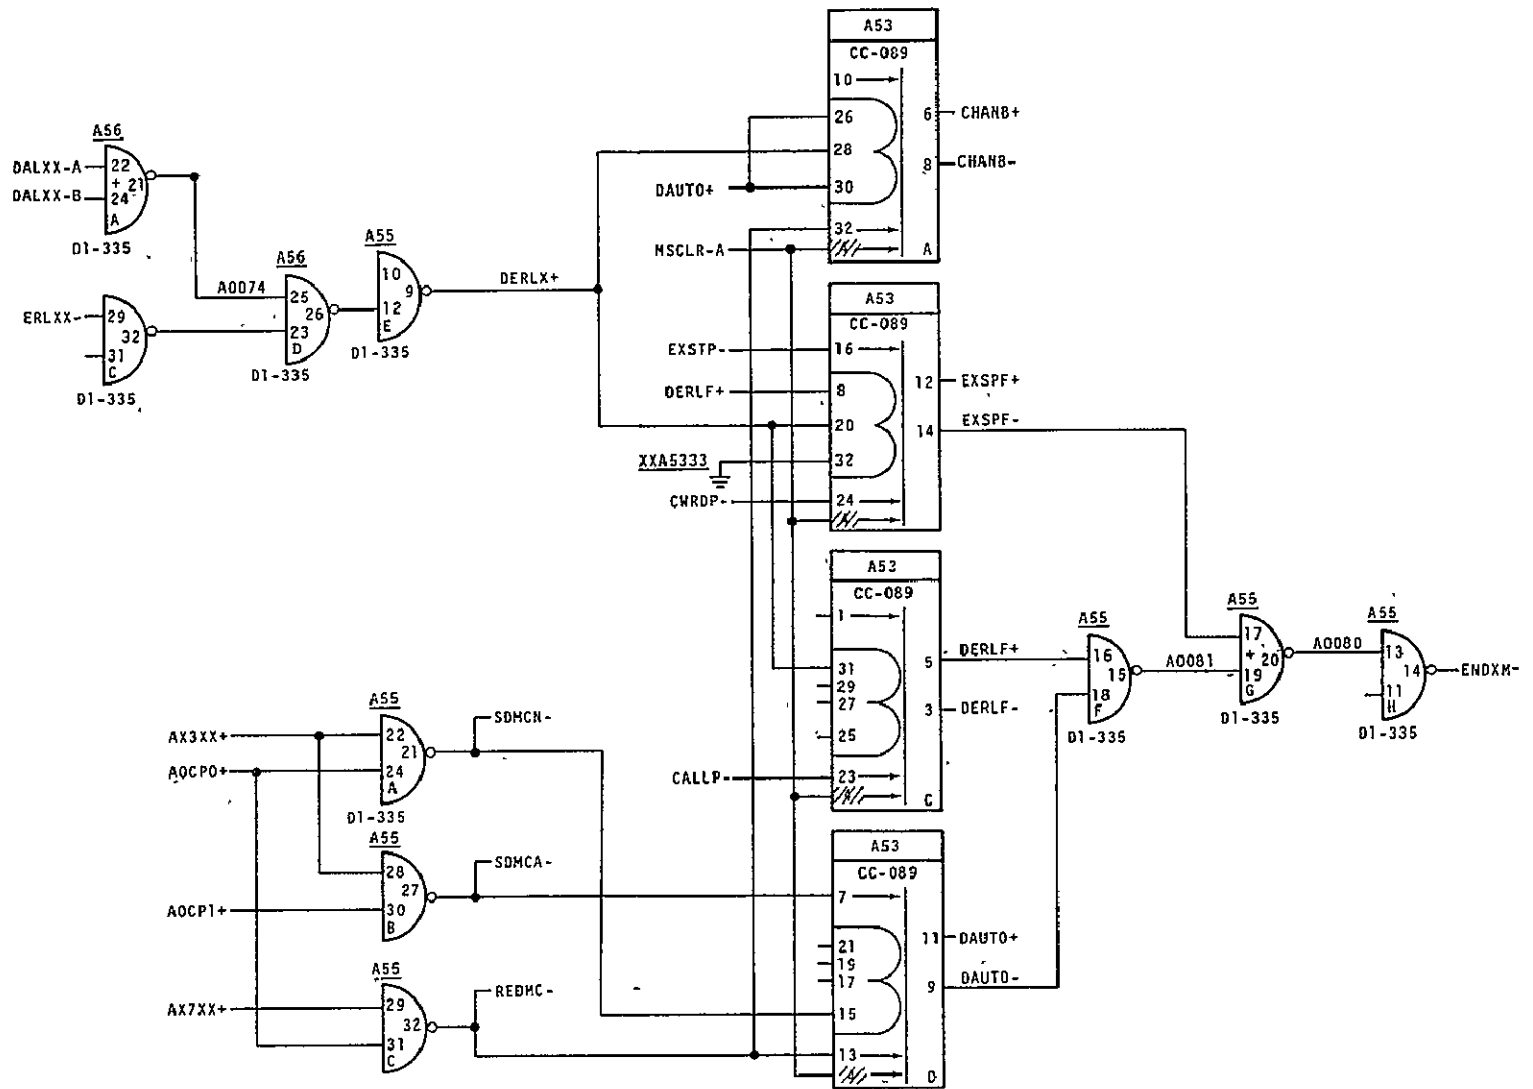 A53
CC-089
10
26
28
30
32
A
6 CHANB+
8 CHANB-
DAUTO+
MSCLR-A
A56
DALXX-A 22
+ 21
DALXX-B 24
A
D1-335
ERLXX- 29
32
31
C
D1-335
A0074
A56
25
26
23
D
D1-335
A55
10
9
12
E
D1-335
DERLX+
A53
CC-089
EXSTP- 16
DERLF+ 8
20
XXA5333 32
CWRDP- 24
12 EXSPF+
14 EXSPF-
A53
CC-089
1
31
29
27
25
CALLP- 23
C
5 DERLF+
3 DERLF-
A55
16
15
18
F
D1-335
A0081
A55
17
+ 20
19
G
D1-335
A0080
A55
13
14
11
H
D1-335
ENDXM-
A55
AX3XX+ 22
21
AOCP0+ 24
A
D1-335
SDMCN-
A55
28
27
AOCP1+ 30
B
SDMCA-
A55
AX7XX+ 29
32
31
C
REDMC-
A53
CC-089
7
21
19
17
15
13
D
11 DAUTO+
9 DAUTO-